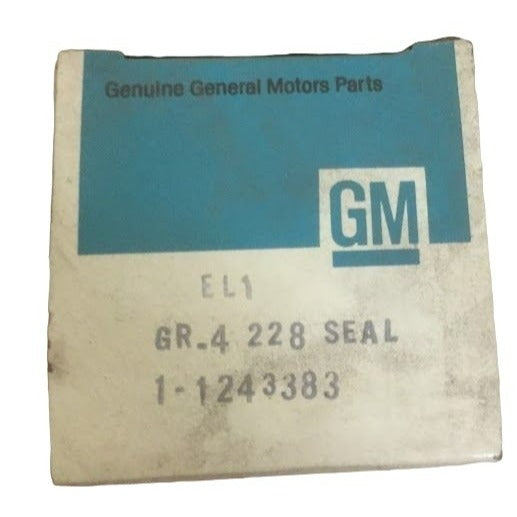 Genuine General Motors Parts
GM
EL1
GR.4 228 SEAL
1-1243383